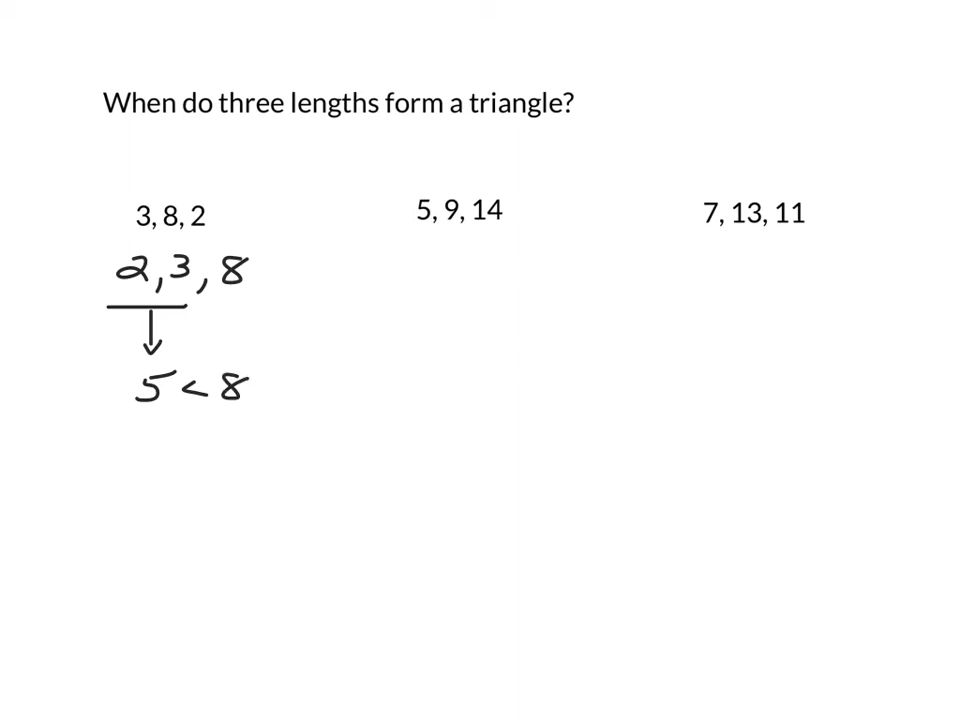 When do three lengths form a triangle?
3, 8, 2
5, 9, 14
7, 13, 11
2, 3, 8
5 < 8